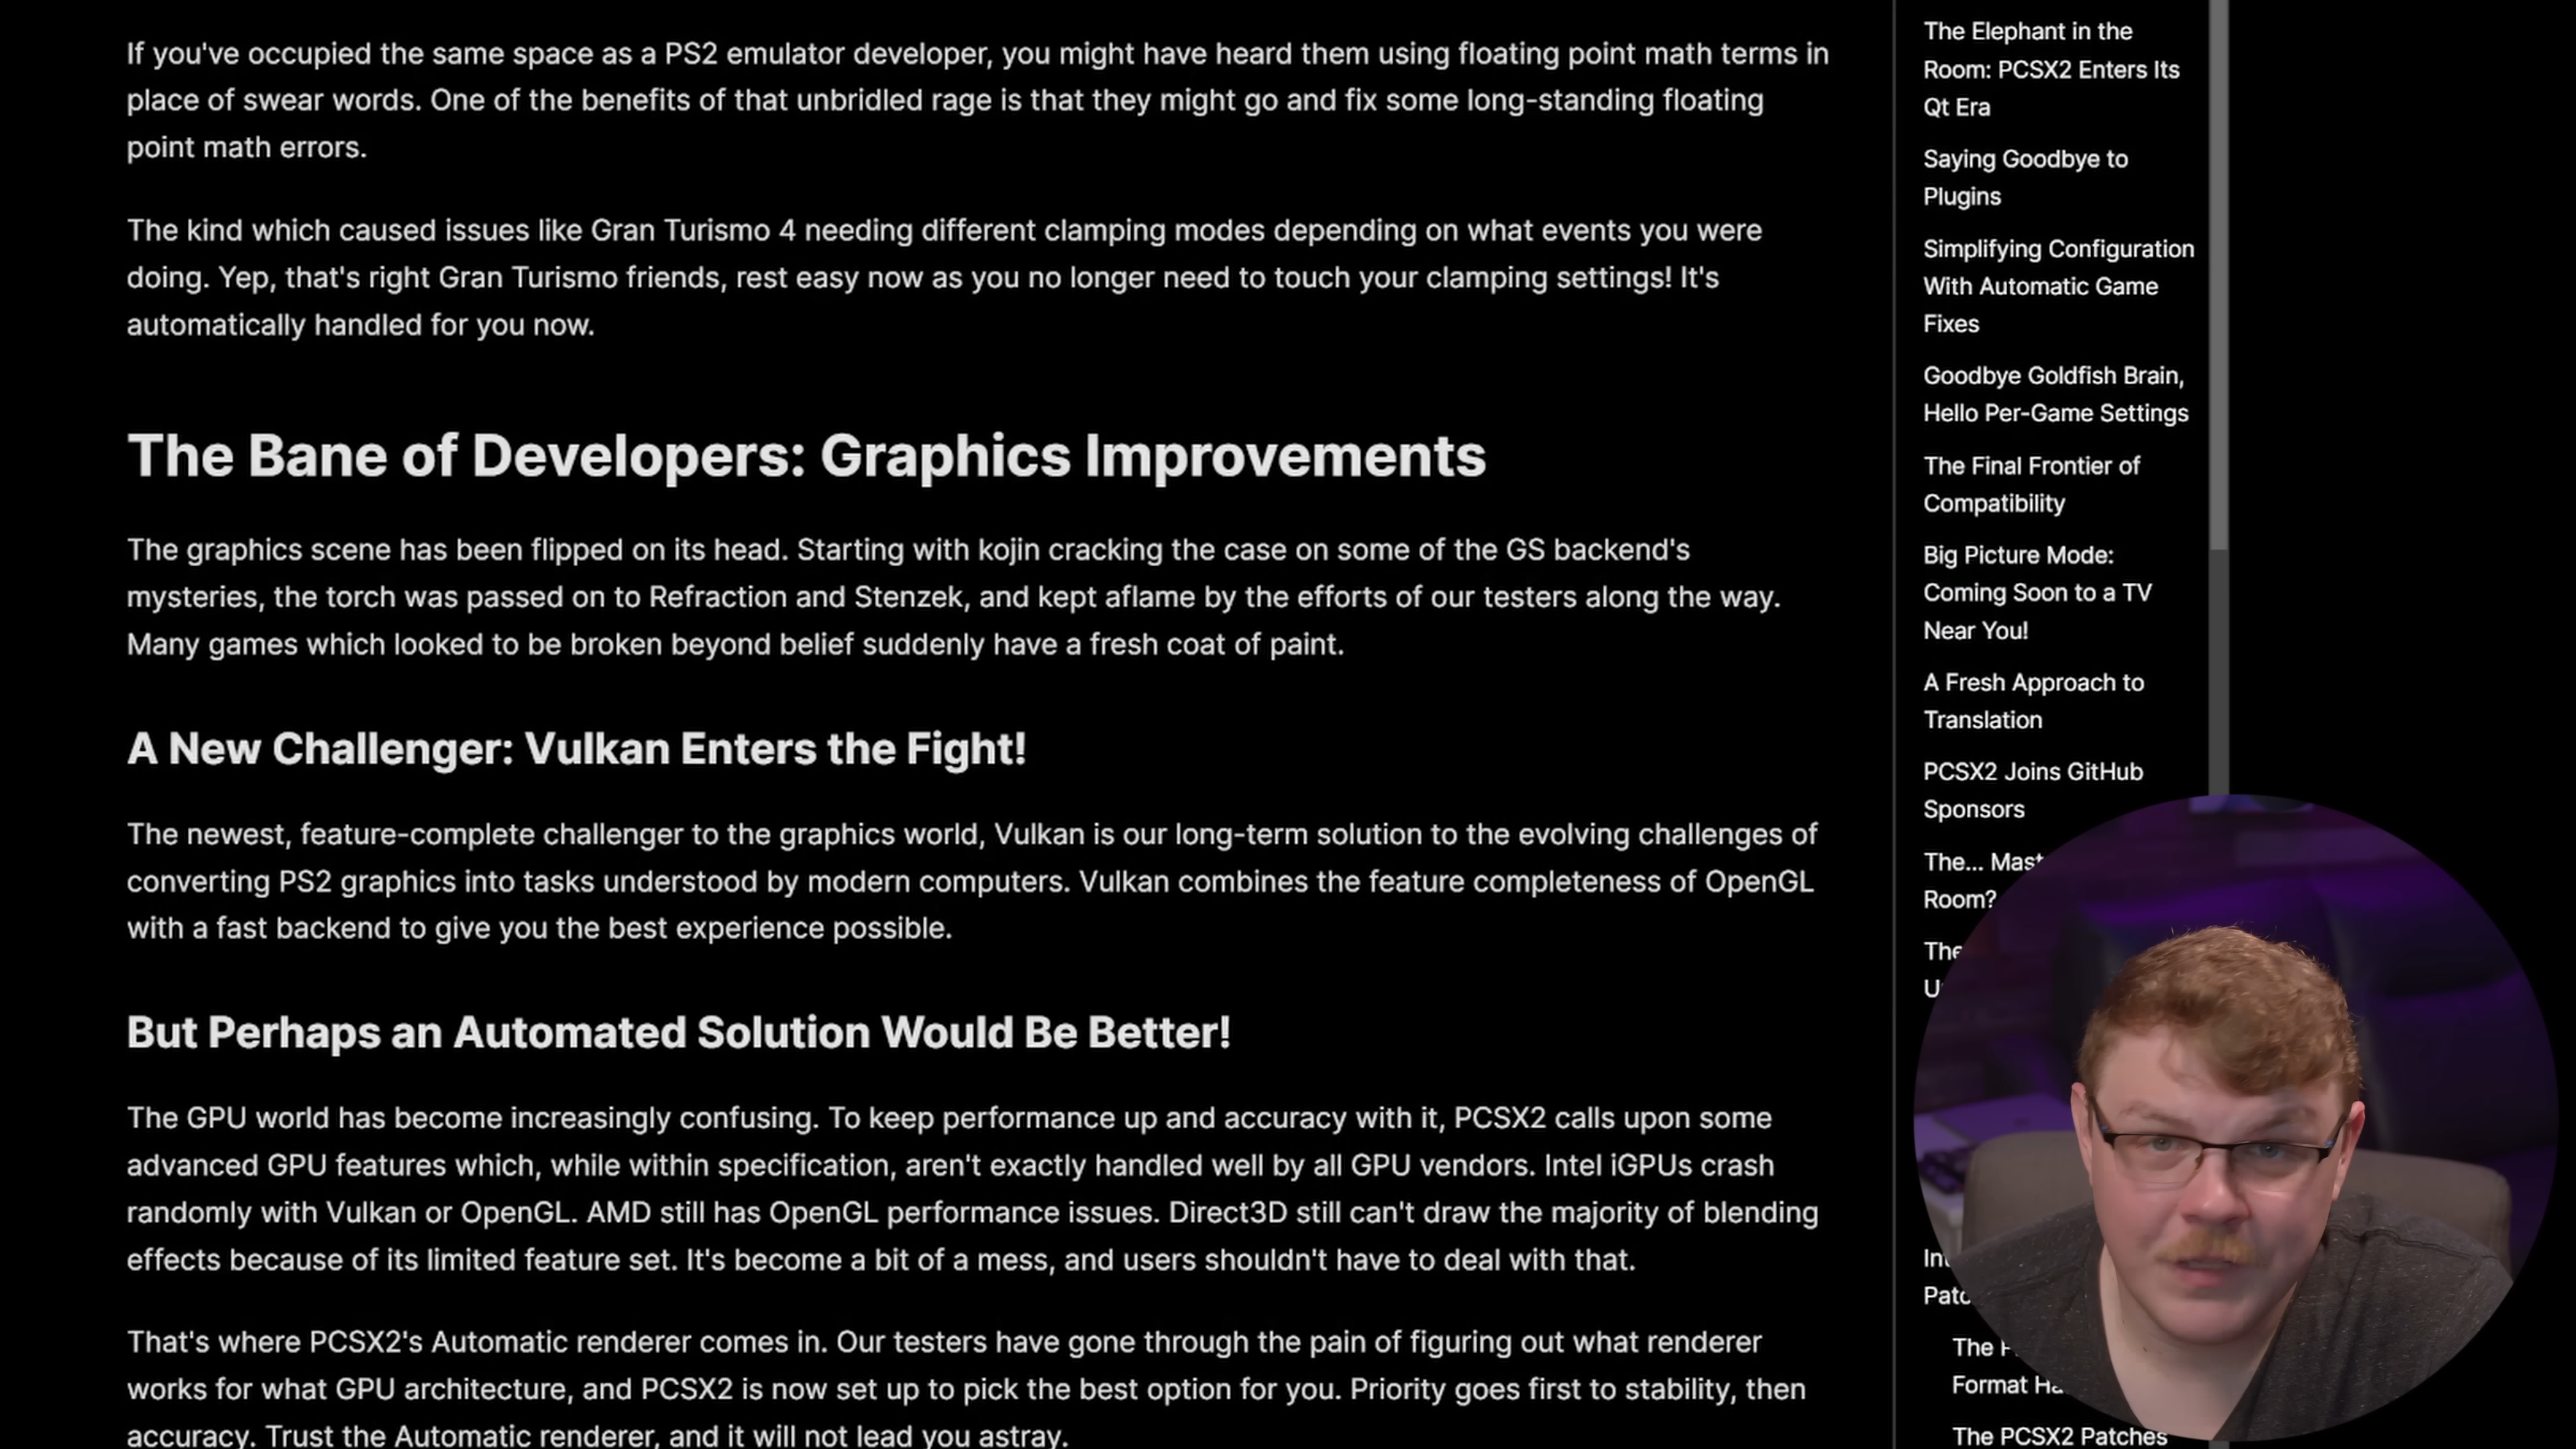 If you've occupied the same space as a PS2 emulator developer, you might have heard them using floating point math terms in
place of swear words. One of the benefits of that unbridled rage is that they might go and fix some long-standing floating
point math errors.
The kind which caused issues like Gran Turismo 4 needing different clamping modes depending on what events you were
doing. Yep, that's right Gran Turismo friends, rest easy now as you no longer need to touch your clamping settings! It's
automatically handled for you now.
The Bane of Developers: Graphics Improvements
The graphics scene has been flipped on its head. Starting with kojin cracking the case on some of the GS backend's
mysteries, the torch was passed on to Refraction and Stenzek, and kept aflame by the efforts of our testers along the way.
Many games which looked to be broken beyond belief suddenly have a fresh coat of paint.
A New Challenger: Vulkan Enters the Fight!
The newest, feature-complete challenger to the graphics world, Vulkan is our long-term solution to the evolving challenges of
converting PS2 graphics into tasks understood by modern computers. Vulkan combines the feature completeness of OpenGL
with a fast backend to give you the best experience possible.
But Perhaps an Automated Solution Would Be Better!
The GPU world has become increasingly confusing. To keep performance up and accuracy with it, PCSX2 calls upon some
advanced GPU features which, while within specification, aren't exactly handled well by all GPU vendors. Intel iGPUs crash
randomly with Vulkan or OpenGL. AMD still has OpenGL performance issues. Direct3D still can't draw the majority of blending
effects because of its limited feature set. It's become a bit of a mess, and users shouldn't have to deal with that.
That's where PCSX2's Automatic renderer comes in. Our testers have gone through the pain of figuring out what renderer
works for what GPU architecture, and PCSX2 is now set up to pick the best option for you. Priority goes first to stability, then
accuracy. Trust the Automatic renderer, and it will not lead you astray.
The Elephant in the
Room: PCSX2 Enters Its
Qt Era
Saying Goodbye to
Plugins
Simplifying Configuration
With Automatic Game
Fixes
Goodbye Goldfish Brain,
Hello Per-Game Settings
The Final Frontier of
Compatibility
Big Picture Mode:
Coming Soon to a TV
Near You!
A Fresh Approach to
Translation
PCSX2 Joins GitHub
Sponsors
The...
Room?
The
Format
The PCSX2 Patches